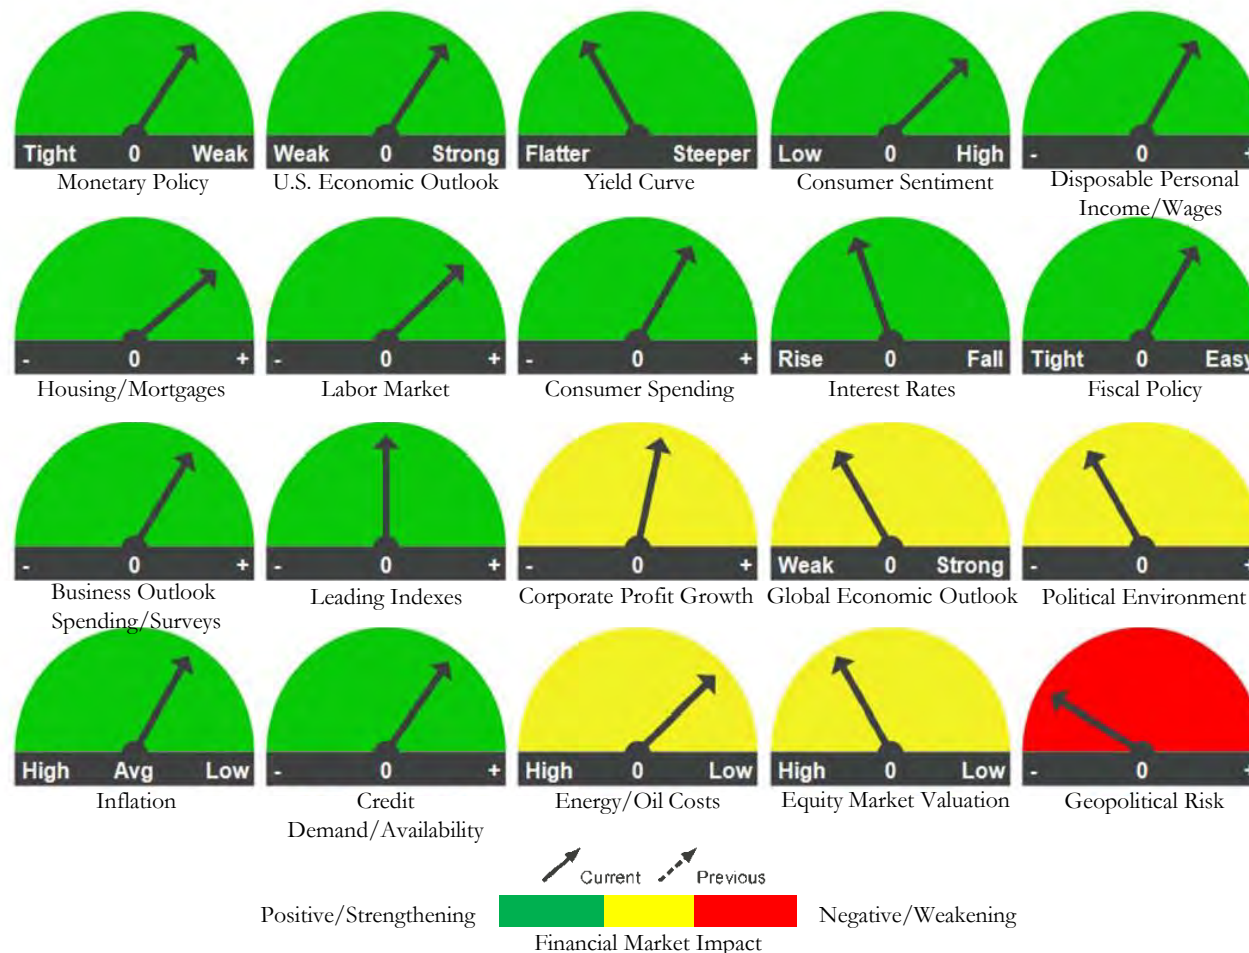 Tight 0 Weak
Monetary Policy
Weak 0 Strong
U.S. Economic Outlook
Flatter Steeper
Yield Curve
Low 0 High
Consumer Sentiment
- 0 +
Disposable Personal
Income/Wages
- 0 +
Housing/Mortgages
- 0 +
Labor Market
- 0 +
Consumer Spending
Rise 0 Fall
Interest Rates
Tight 0 Easy
Fiscal Policy
- 0 +
Business Outlook
Spending/Surveys
- 0 +
Leading Indexes
- 0 +
Corporate Profit Growth
Weak 0 Strong
Global Economic Outlook
- 0 +
Political Environment
High Avg Low
Inflation
- 0 +
Credit
Demand/Availability
High 0 Low
Energy/Oil Costs
High 0 Low
Equity Market Valuation
- 0 +
Geopolitical Risk
Current Previous
Positive/Strengthening Negative/Weakening
Financial Market Impact